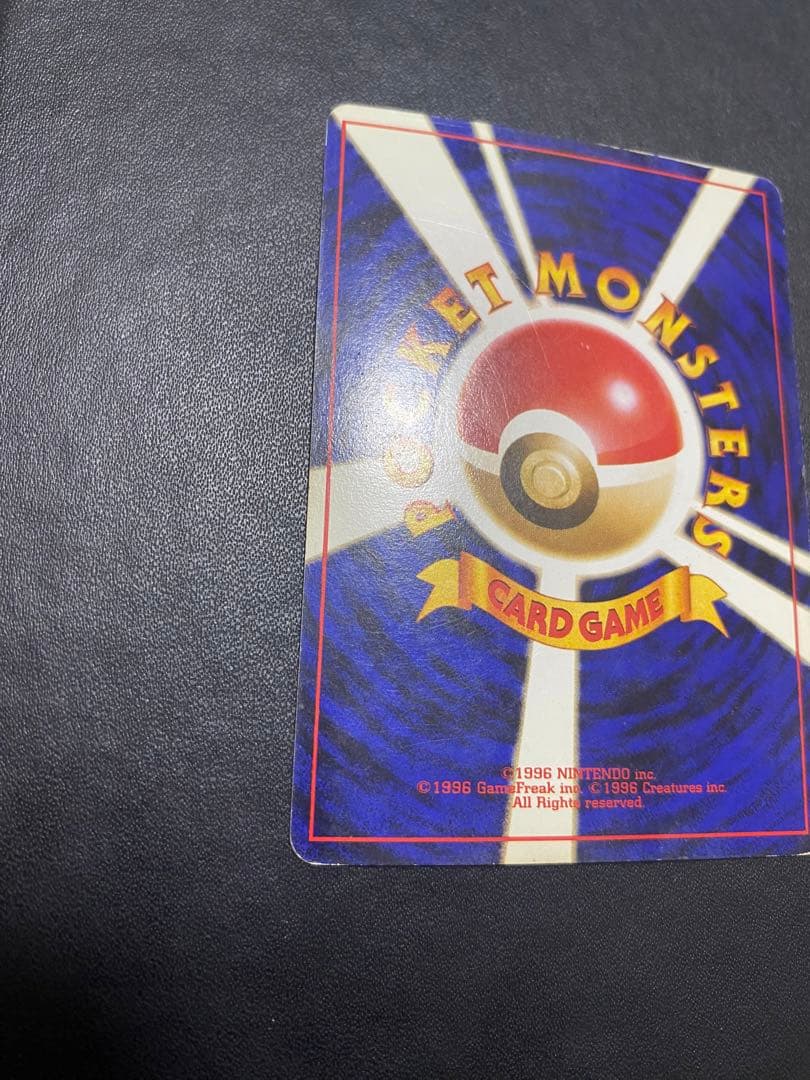 POCKET MONSTERS
CARD GAME
©1996 NINTENDO inc.
©1996 GameFreak inc. ©1996 Creatures inc.
All Rights reserved.